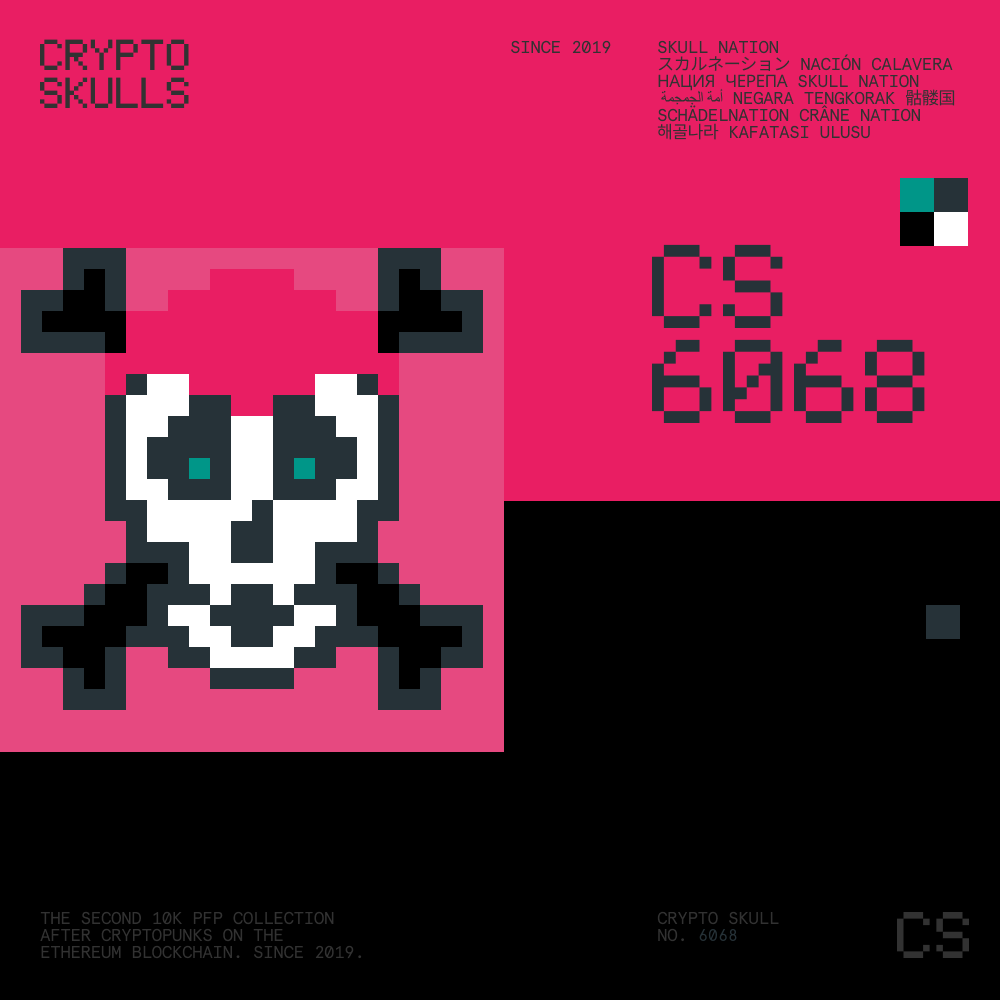 CRYPTO
SKULLS
SINCE 2019
SKULL NATION
スカルネーション NACIÓN CALAVERA
НАЦИЯ ЧЕРЕПА SKULL NATION
أمة الجمجمة NEGARA TENGKORAK 骷髅国
SCHÄDELNATION CRÂNE NATION
해골나라 KAFATASI ULUSU
CS
6068
THE SECOND 10K PFP COLLECTION
AFTER CRYPTOPUNKS ON THE
ETHEREUM BLOCKCHAIN. SINCE 2019.
CRYPTO SKULL
NO. 6068
CS